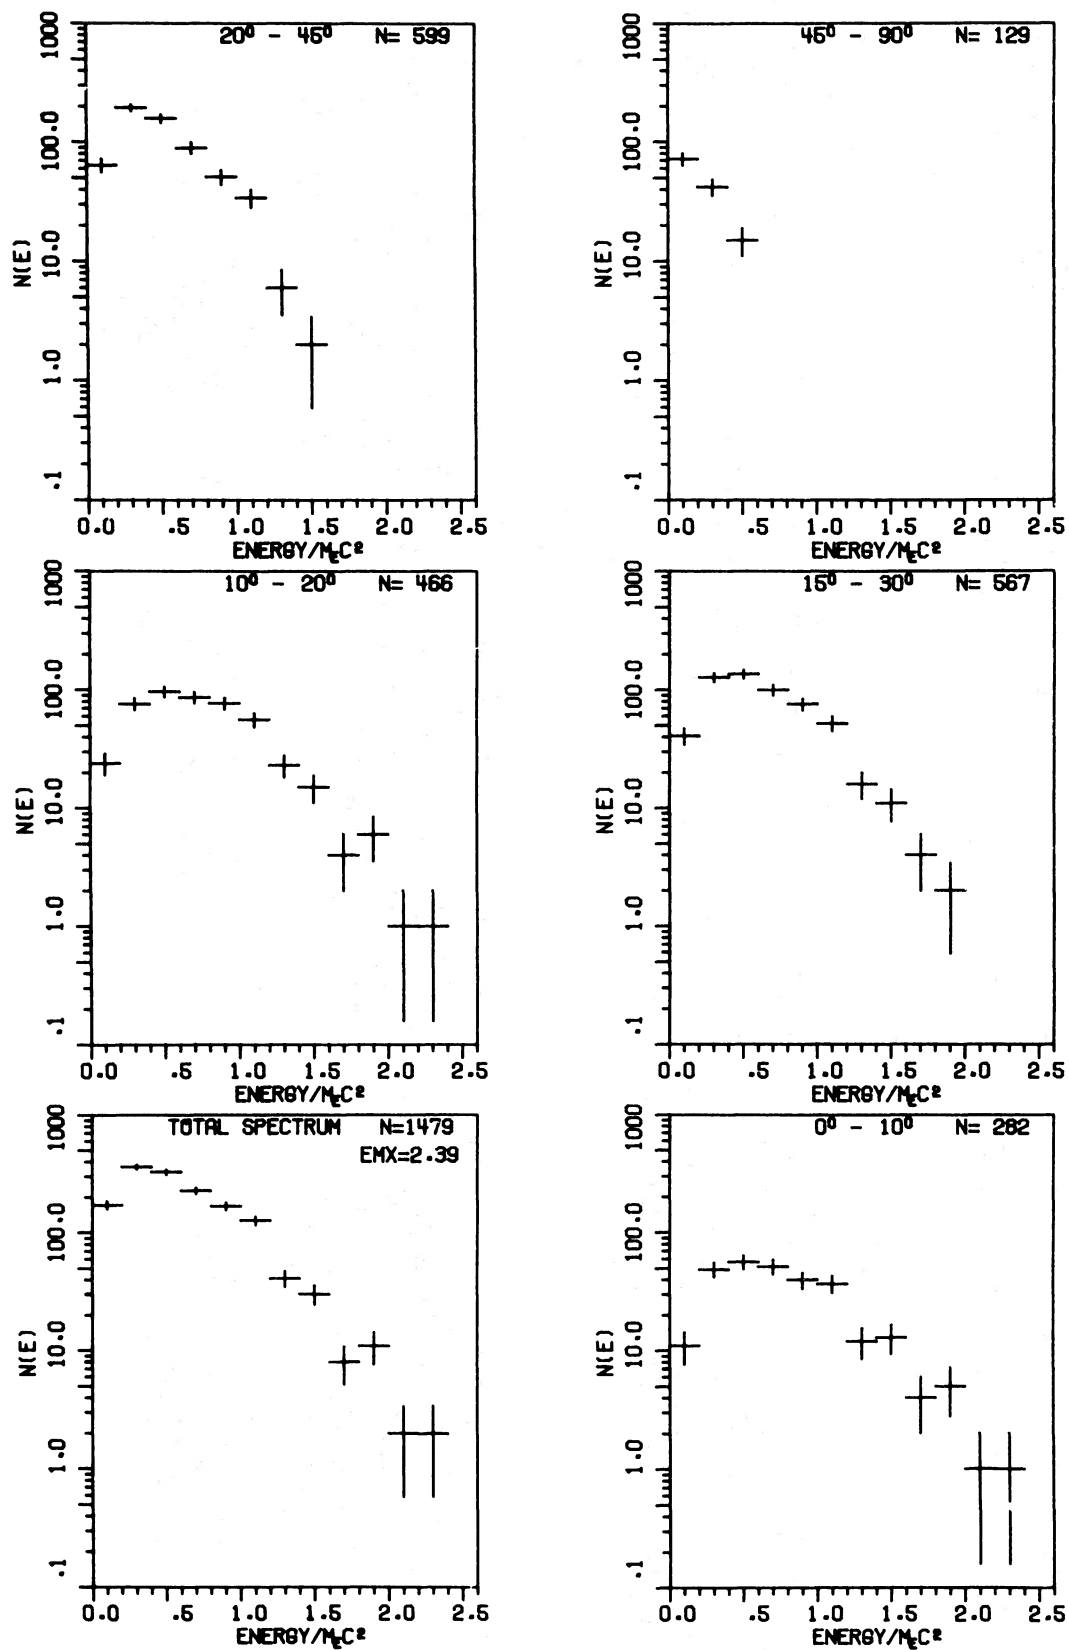 20⁰ - 45⁰ N= 599
1000
100.0
10.0
1.0
.1
N(E)
0.0 .5 1.0 1.5 2.0 2.5
ENERGY/MₑC²
45⁰ - 90⁰ N= 129
1000
100.0
10.0
1.0
.1
N(E)
0.0 .5 1.0 1.5 2.0 2.5
ENERGY/MₑC²
10⁰ - 20⁰ N= 466
1000
100.0
10.0
1.0
.1
N(E)
0.0 .5 1.0 1.5 2.0 2.5
ENERGY/MₑC²
15⁰ - 30⁰ N= 567
1000
100.0
10.0
1.0
.1
N(E)
0.0 .5 1.0 1.5 2.0 2.5
ENERGY/MₑC²
TOTAL SPECTRUM N=1479
EMX=2.39
1000
100.0
10.0
1.0
.1
N(E)
0.0 .5 1.0 1.5 2.0 2.5
ENERGY/MₑC²
0⁰ - 10⁰ N= 282
1000
100.0
10.0
1.0
.1
N(E)
0.0 .5 1.0 1.5 2.0 2.5
ENERGY/MₑC²